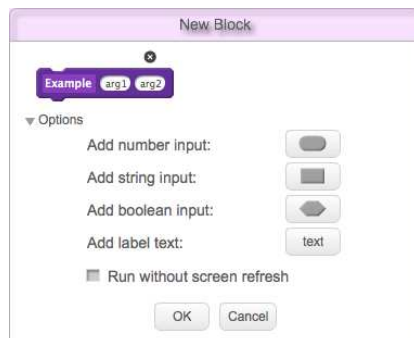 New Block
Example arg1 arg2
Options
Add number input:
Add string input:
Add boolean input:
Add label text: text
Run without screen refresh
OK Cancel